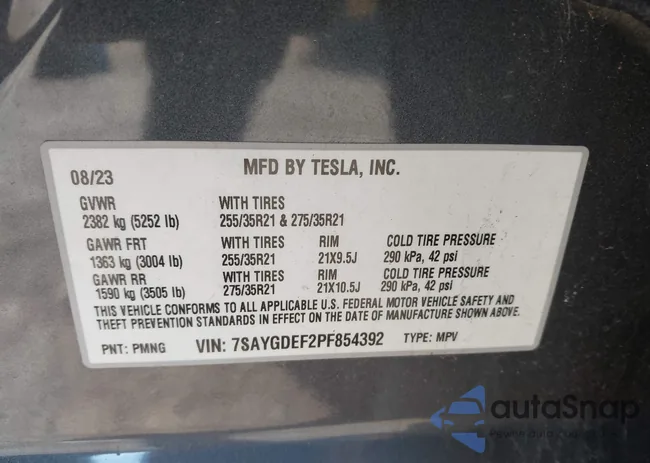 MFD BY TESLA, INC.
08/23
GVWR WITH TIRES
2382 kg (5252 lb) 255/35R21 & 275/35R21
GAWR FRT WITH TIRES RIM COLD TIRE PRESSURE
1363 kg (3004 lb) 255/35R21 21X9.5J 290 kPa, 42 psi
GAWR RR WITH TIRES RIM COLD TIRE PRESSURE
1590 kg (3505 lb) 275/35R21 21X10.5J 290 kPa, 42 psi
THIS VEHICLE CONFORMS TO ALL APPLICABLE U.S. FEDERAL MOTOR VEHICLE SAFETY AND
THEFT PREVENTION STANDARDS IN EFFECT ON THE DATE OF MANUFACTURE SHOWN ABOVE.
PNT: PMNG VIN: 7SAYGDEF2PF854392 TYPE: MPV
autaSnap